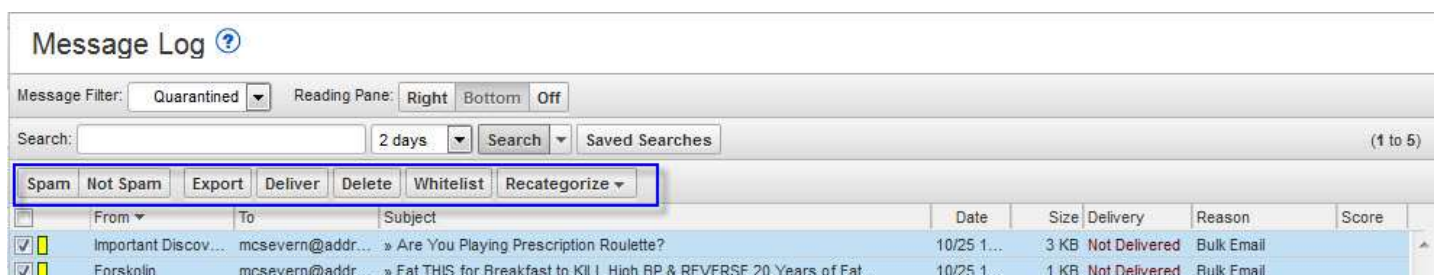 Message Log ?
Message Filter: Quarantined Reading Pane: Right Bottom Off
Search: 2 days Search Saved Searches (1 to 5)
Spam Not Spam Export Deliver Delete Whitelist Recategorize
From To Subject Date Size Delivery Reason Score
Important Discov... mcsevern@addr... » Are You Playing Prescription Roulette? 10/25 1... 3 KB Not Delivered Bulk Email
Forskolin mcsevern@addr... » Eat THIS for Breakfast to KILL High BP & REVERSE 20 Years of Fat... 10/25 1... 1 KB Not Delivered Bulk Email